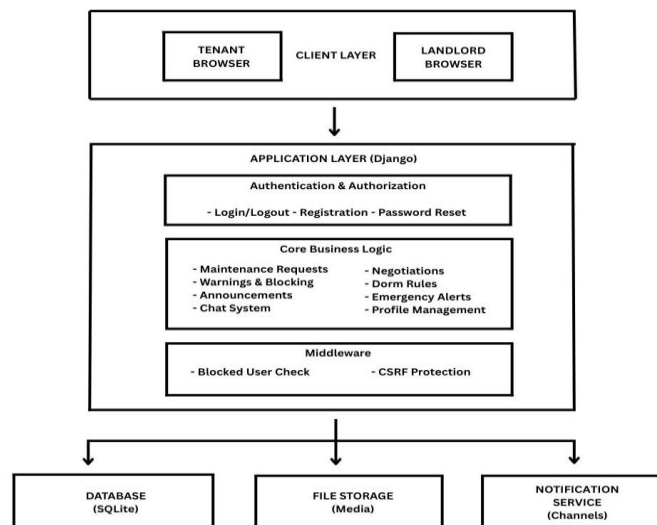 TENANT
BROWSER
CLIENT LAYER
LANDLORD
BROWSER
APPLICATION LAYER (Django)
Authentication & Authorization
- Login/Logout - Registration - Password Reset
Core Business Logic
- Maintenance Requests
- Warnings & Blocking
- Announcements
- Chat System
- Negotiations
- Dorm Rules
- Emergency Alerts
- Profile Management
Middleware
- Blocked User Check
- CSRF Protection
DATABASE
(SQLite)
FILE STORAGE
(Media)
NOTIFICATION
SERVICE
(Channels)